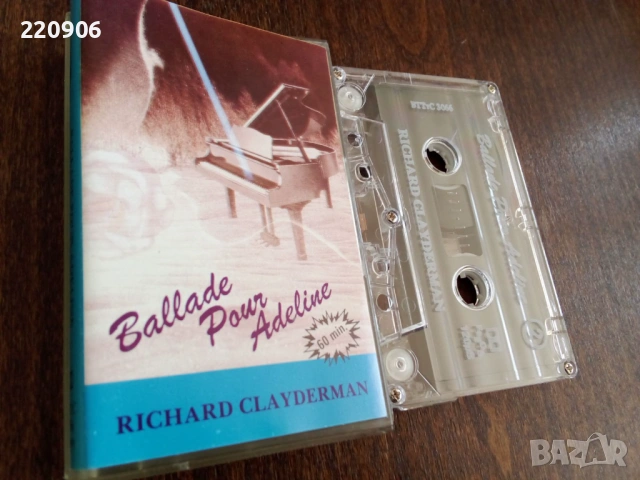 220906
Ballade
Pour
Adeline
60 min.
RICHARD CLAYDERMAN
RICHARD CLAYDERMAN
Ballade Pour Adeline
BAZAR